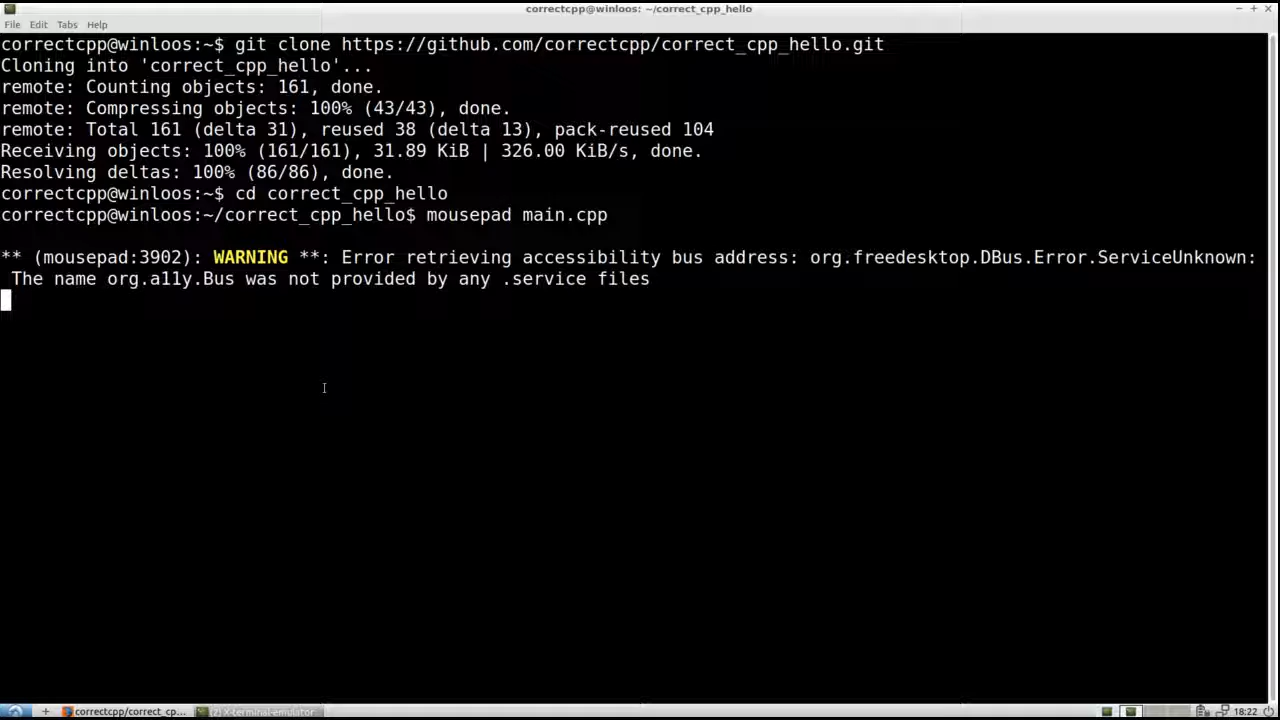 correctcpp@winloos: ~/correct_cpp_hello
File Edit Tabs Help
correctcpp@winloos:~$ git clone https://github.com/correctcpp/correct_cpp_hello.git
Cloning into 'correct_cpp_hello'...
remote: Counting objects: 161, done.
remote: Compressing objects: 100% (43/43), done.
remote: Total 161 (delta 31), reused 38 (delta 13), pack-reused 104
Receiving objects: 100% (161/161), 31.89 KiB | 326.00 KiB/s, done.
Resolving deltas: 100% (86/86), done.
correctcpp@winloos:~$ cd correct_cpp_hello
correctcpp@winloos:~/correct_cpp_hello$ mousepad main.cpp
** (mousepad:3902): WARNING **: Error retrieving accessibility bus address: org.freedesktop.DBus.Error.ServiceUnknown:
The name org.a11y.Bus was not provided by any .service files
correctcpp/correct_cp... (2) X-terminal-emulator 18:22